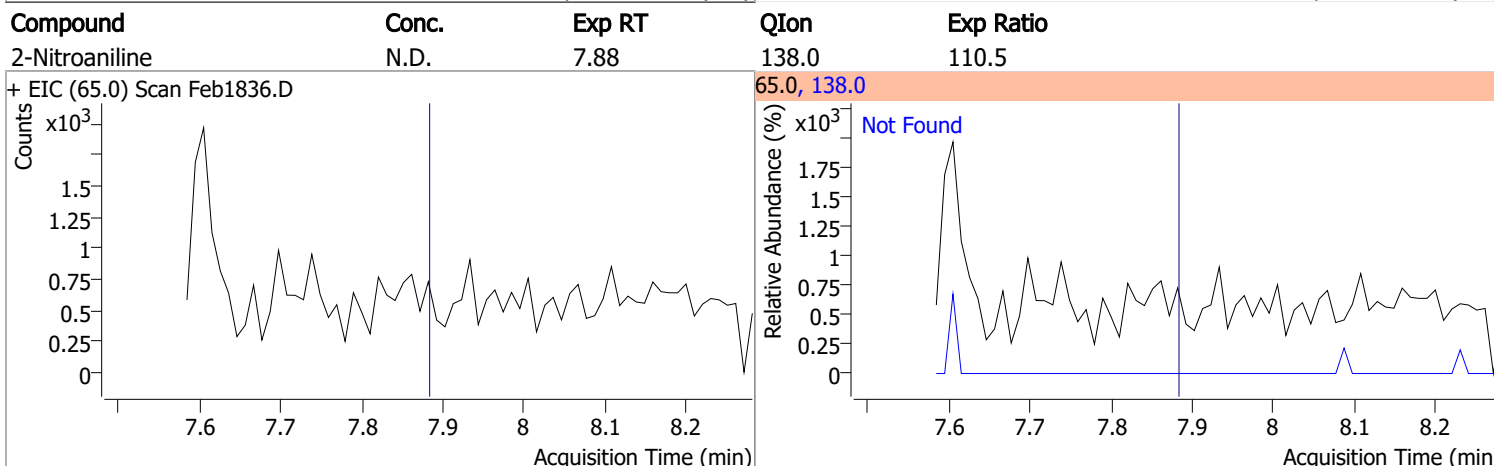 Compound Conc. Exp RT QIon Exp Ratio
2-Nitroaniline N.D. 7.88 138.0 110.5
+ EIC (65.0) Scan Feb1836.D
Counts
x10³
1.5
1.25
1
0.75
0.5
0.25
0
7.6 7.7 7.8 7.9 8 8.1 8.2
Acquisition Time (min)
65.0, 138.0
Relative Abundance (%)
x10³
Not Found
1.75
1.5
1.25
1
0.75
0.5
0.25
0
7.6 7.7 7.8 7.9 8 8.1 8.2
Acquisition Time (min)